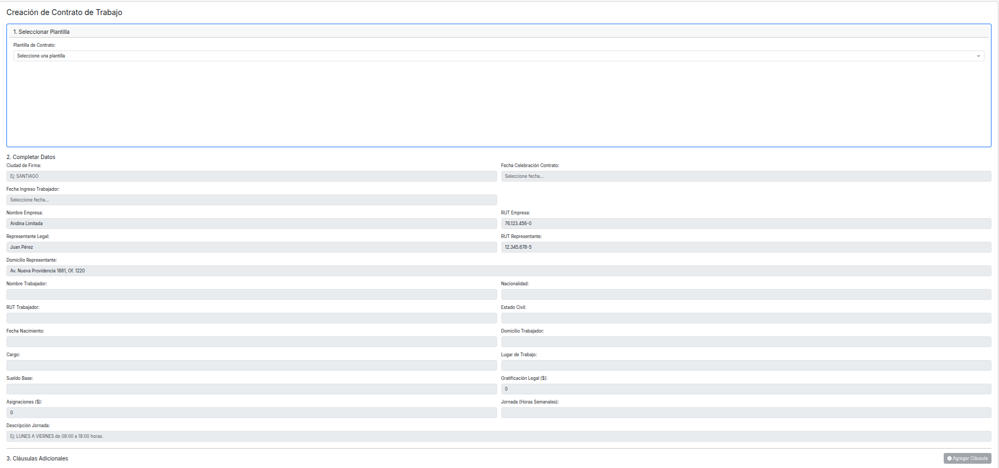 Creación de Contrato de Trabajo
1. Seleccionar Plantilla
Plantilla de Contrato:
Seleccione una plantilla
2. Completar Datos
Ciudad de Firma:
Fecha Celebración Contrato:
Ej: SANTIAGO
Seleccione fecha...
Fecha Ingreso Trabajador:
Seleccione fecha...
Nombre Empresa:
RUT Empresa:
Andina Limitada
76.123.456-0
Representante Legal:
RUT Representante:
Juan Pérez
12.345.678-5
Domicilio Representante:
Av. Nueva Providencia 1881, Of. 1220
Nombre Trabajador:
Nacionalidad:
RUT Trabajador:
Estado Civil:
Fecha Nacimiento:
Domicilio Trabajador:
Cargo:
Lugar de Trabajo:
Sueldo Base:
Gratificación Legal ($):
0
Asignaciones ($):
Jornada (Horas Semanales):
0
Descripción Jornada:
Ej: LUNES A VIERNES de 08:00 a 18:00 horas.
3. Cláusulas Adicionales
Agregar Cláusula